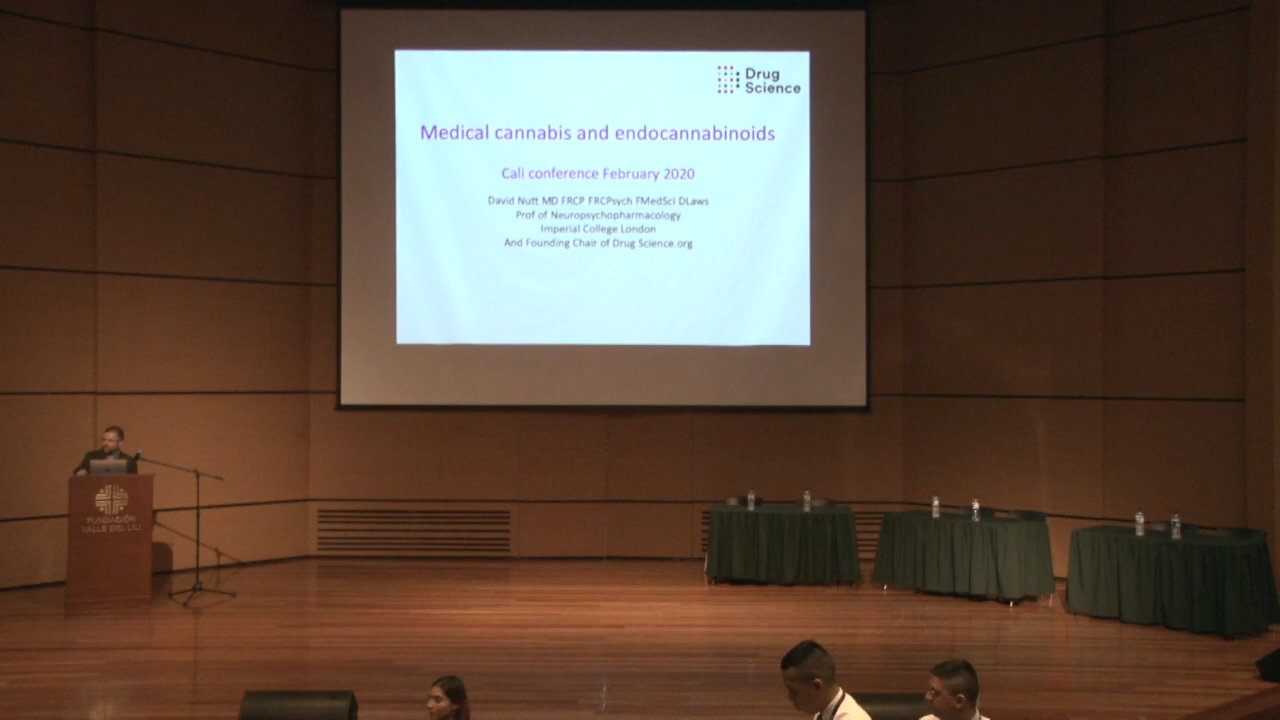 Drug
Science
Medical cannabis and endocannabinoids
Cali conference February 2020
David Nutt MD FRCP FRCPsych FMedSci DLaws
Prof of Neuropsychopharmacology
Imperial College London
And Founding Chair of Drug Science.org
FUNDACIÓN
VALLE DEL LILI